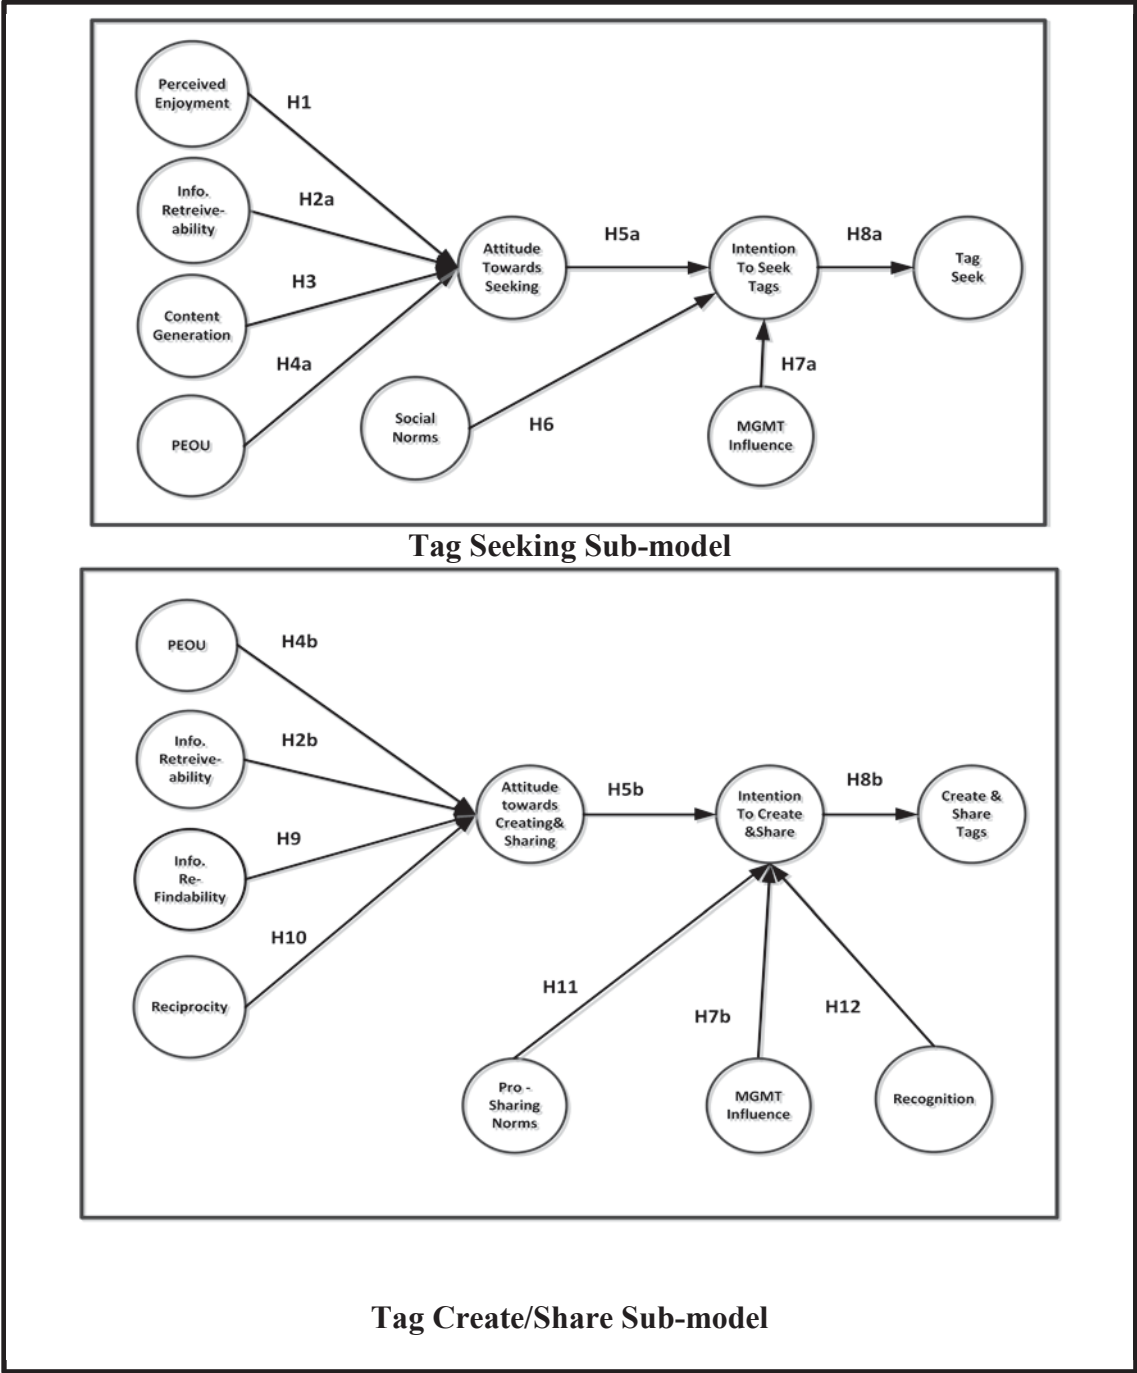 Perceived
Enjoyment
H1
Info.
Retreive-
ability
H2a
Content
Generation
H3
PEOU
H4a
Attitude
Towards
Seeking
H5a
Social
Norms
H6
Intention
To Seek
Tags
H7a
MGMT
Influence
H8a
Tag
Seek
Tag Seeking Sub-model
PEOU
H4b
Info.
Retreive-
ability
H2b
Info.
Re-
Findability
H9
Reciprocity
H10
Attitude
towards
Creating&
Sharing
H5b
Intention
To Create
&Share
H8b
Create &
Share
Tags
H11
H7b
H12
Pro -
Sharing
Norms
MGMT
Influence
Recognition
Tag Create/Share Sub-model